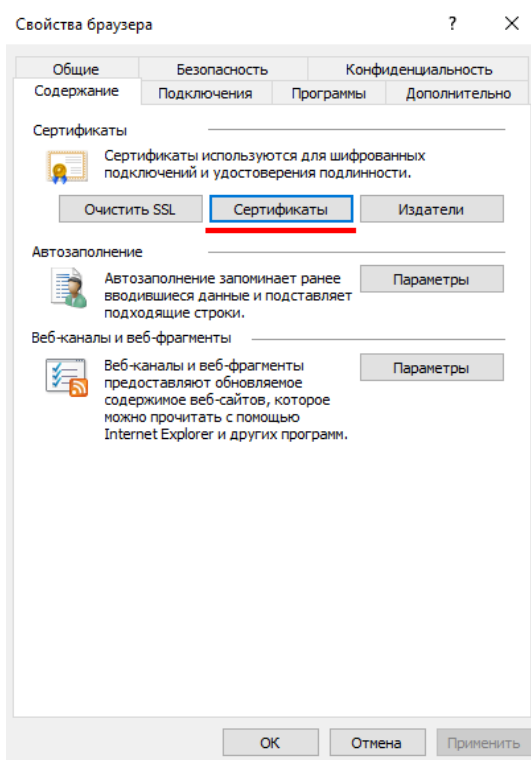 Свойства браузера
?
Общие Безопасность Конфиденциальность
Содержание Подключения Программы Дополнительно
Сертификаты
Сертификаты используются для шифрованных
подключений и удостоверения подлинности.
Очистить SSL Сертификаты Издатели
Автозаполнение
Автозаполнение запоминает ранее
вводившиеся данные и подставляет
подходящие строки.
Параметры
Веб-каналы и веб-фрагменты
Веб-каналы и веб-фрагменты
предоставляют обновляемое
содержимое веб-сайтов, которое
можно прочитать с помощью
Internet Explorer и других программ.
Параметры
ОК Отмена Применить